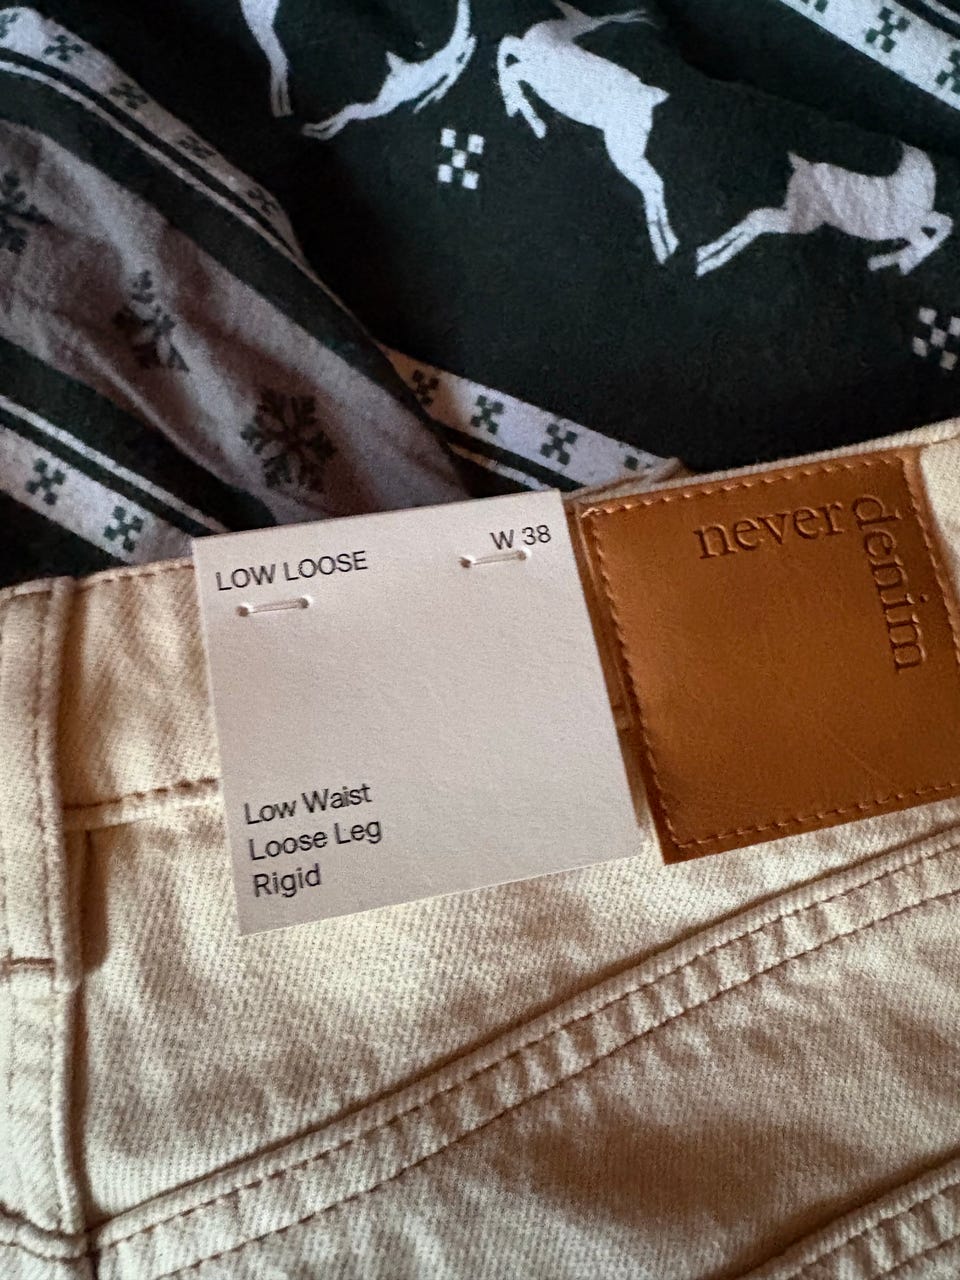 LOW LOOSE
W 38
Low Waist
Loose Leg
Rigid
never
denim